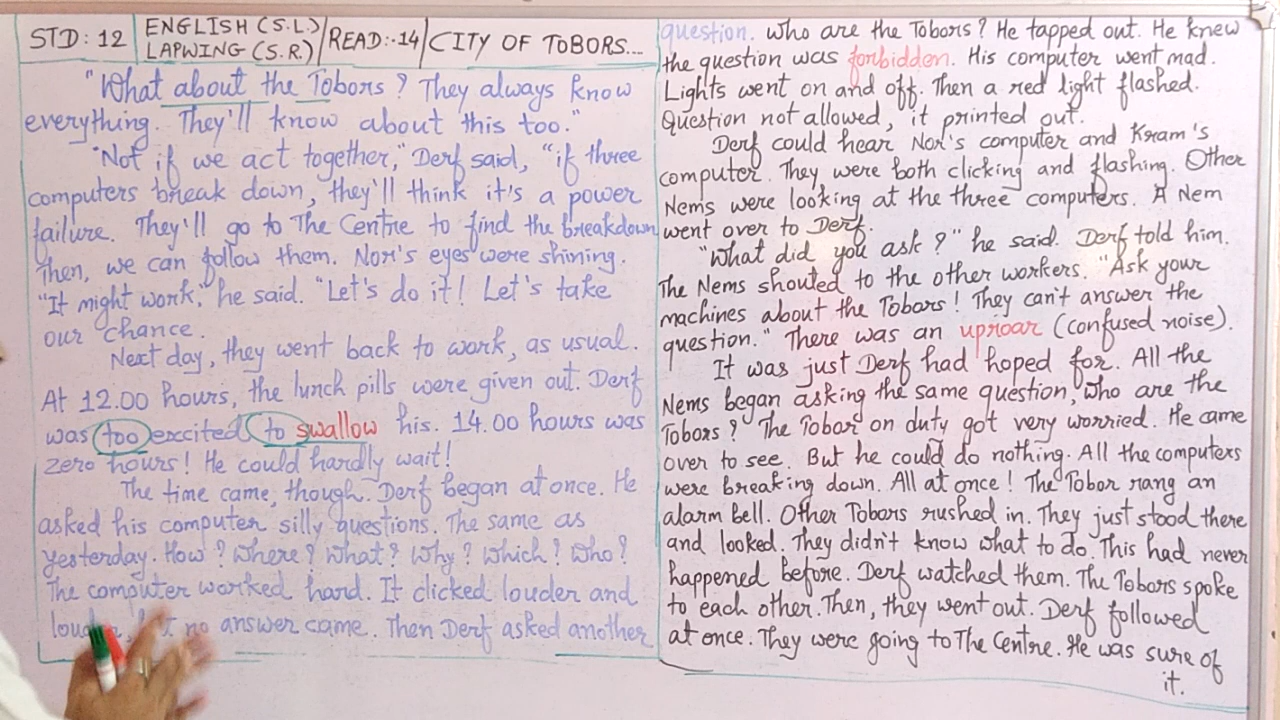 STD: 12
ENGLISH (S.L.)
LAPWING (S.R.)
READ:-14
CITY OF TOBORS...
"What about the Tobors? They always know
everything. They'll know about this too."
"Not if we act together," Derf said, "if three
computers break down, they'll think it's a power
failure. They'll go to The Centre to find the breakdown
Then, we can follow them. Nor's eyes were shining.
"It might work," he said. "Let's do it! Let's take
our chance.
Next day, they went back to work, as usual.
At 12.00 hours, the lunch pills were given out. Derf
was too excited to swallow his. 14.00 hours was
zero hours! He could hardly wait!
The time came, though. Derf began at once. He
asked his computer silly questions. The same as
yesterday. How? Where? What? Why? Which? Who?
The computer worked hard. It clicked louder and
no answer came. Then Derf asked another
question. Who are the Tobors? He tapped out. He knew
the question was forbidden. His computer went mad.
Lights went on and off. Then a red light flashed.
Question not allowed, it printed out.
Derf could hear Nor's computer and Kram's
computer. They were both clicking and flashing. Other
Nems were looking at the three computers. A Nem
went over to Derf.
"What did you ask?" he said. Derf told him.
The Nems shouted to the other workers. "Ask your
machines about the Tobors! They can't answer the
question." There was an uproar (confused noise).
It was just Derf had hoped for. All the
Nems began asking the same question, who are the
Tobors? The Tobor on duty got very worried. He came
over to see. But he could do nothing. All the computers
were breaking down. All at once! The Tobor rang an
alarm bell. Other Tobors rushed in. They just stood there
and looked. They didn't know what to do. This had never
happened before. Derf watched them. The Tobors spoke
to each other. Then, they went out. Derf followed
at once. They were going to The Centre. He was sure of
it.